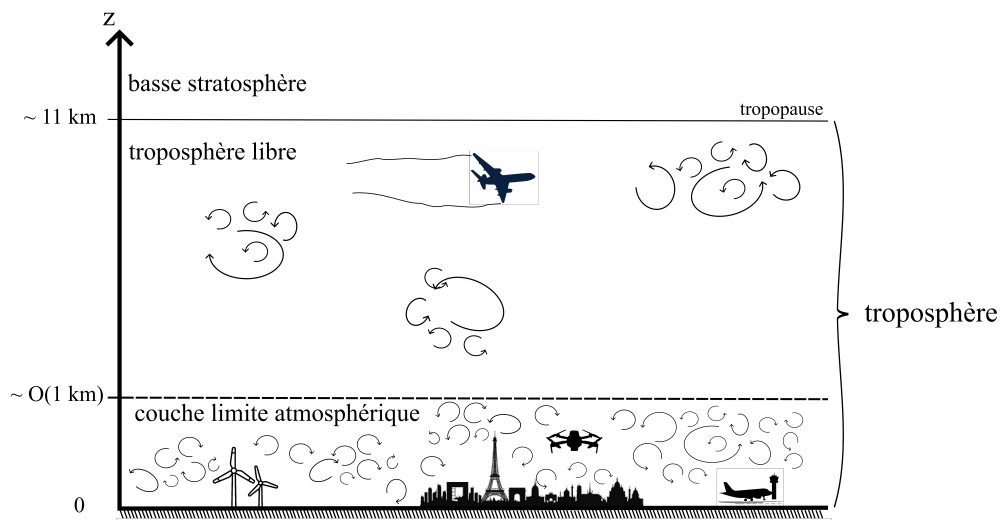 z
basse stratosphère
~ 11 km
tropopause
troposphère libre
troposphère
~ O(1 km)
couche limite atmosphérique
0